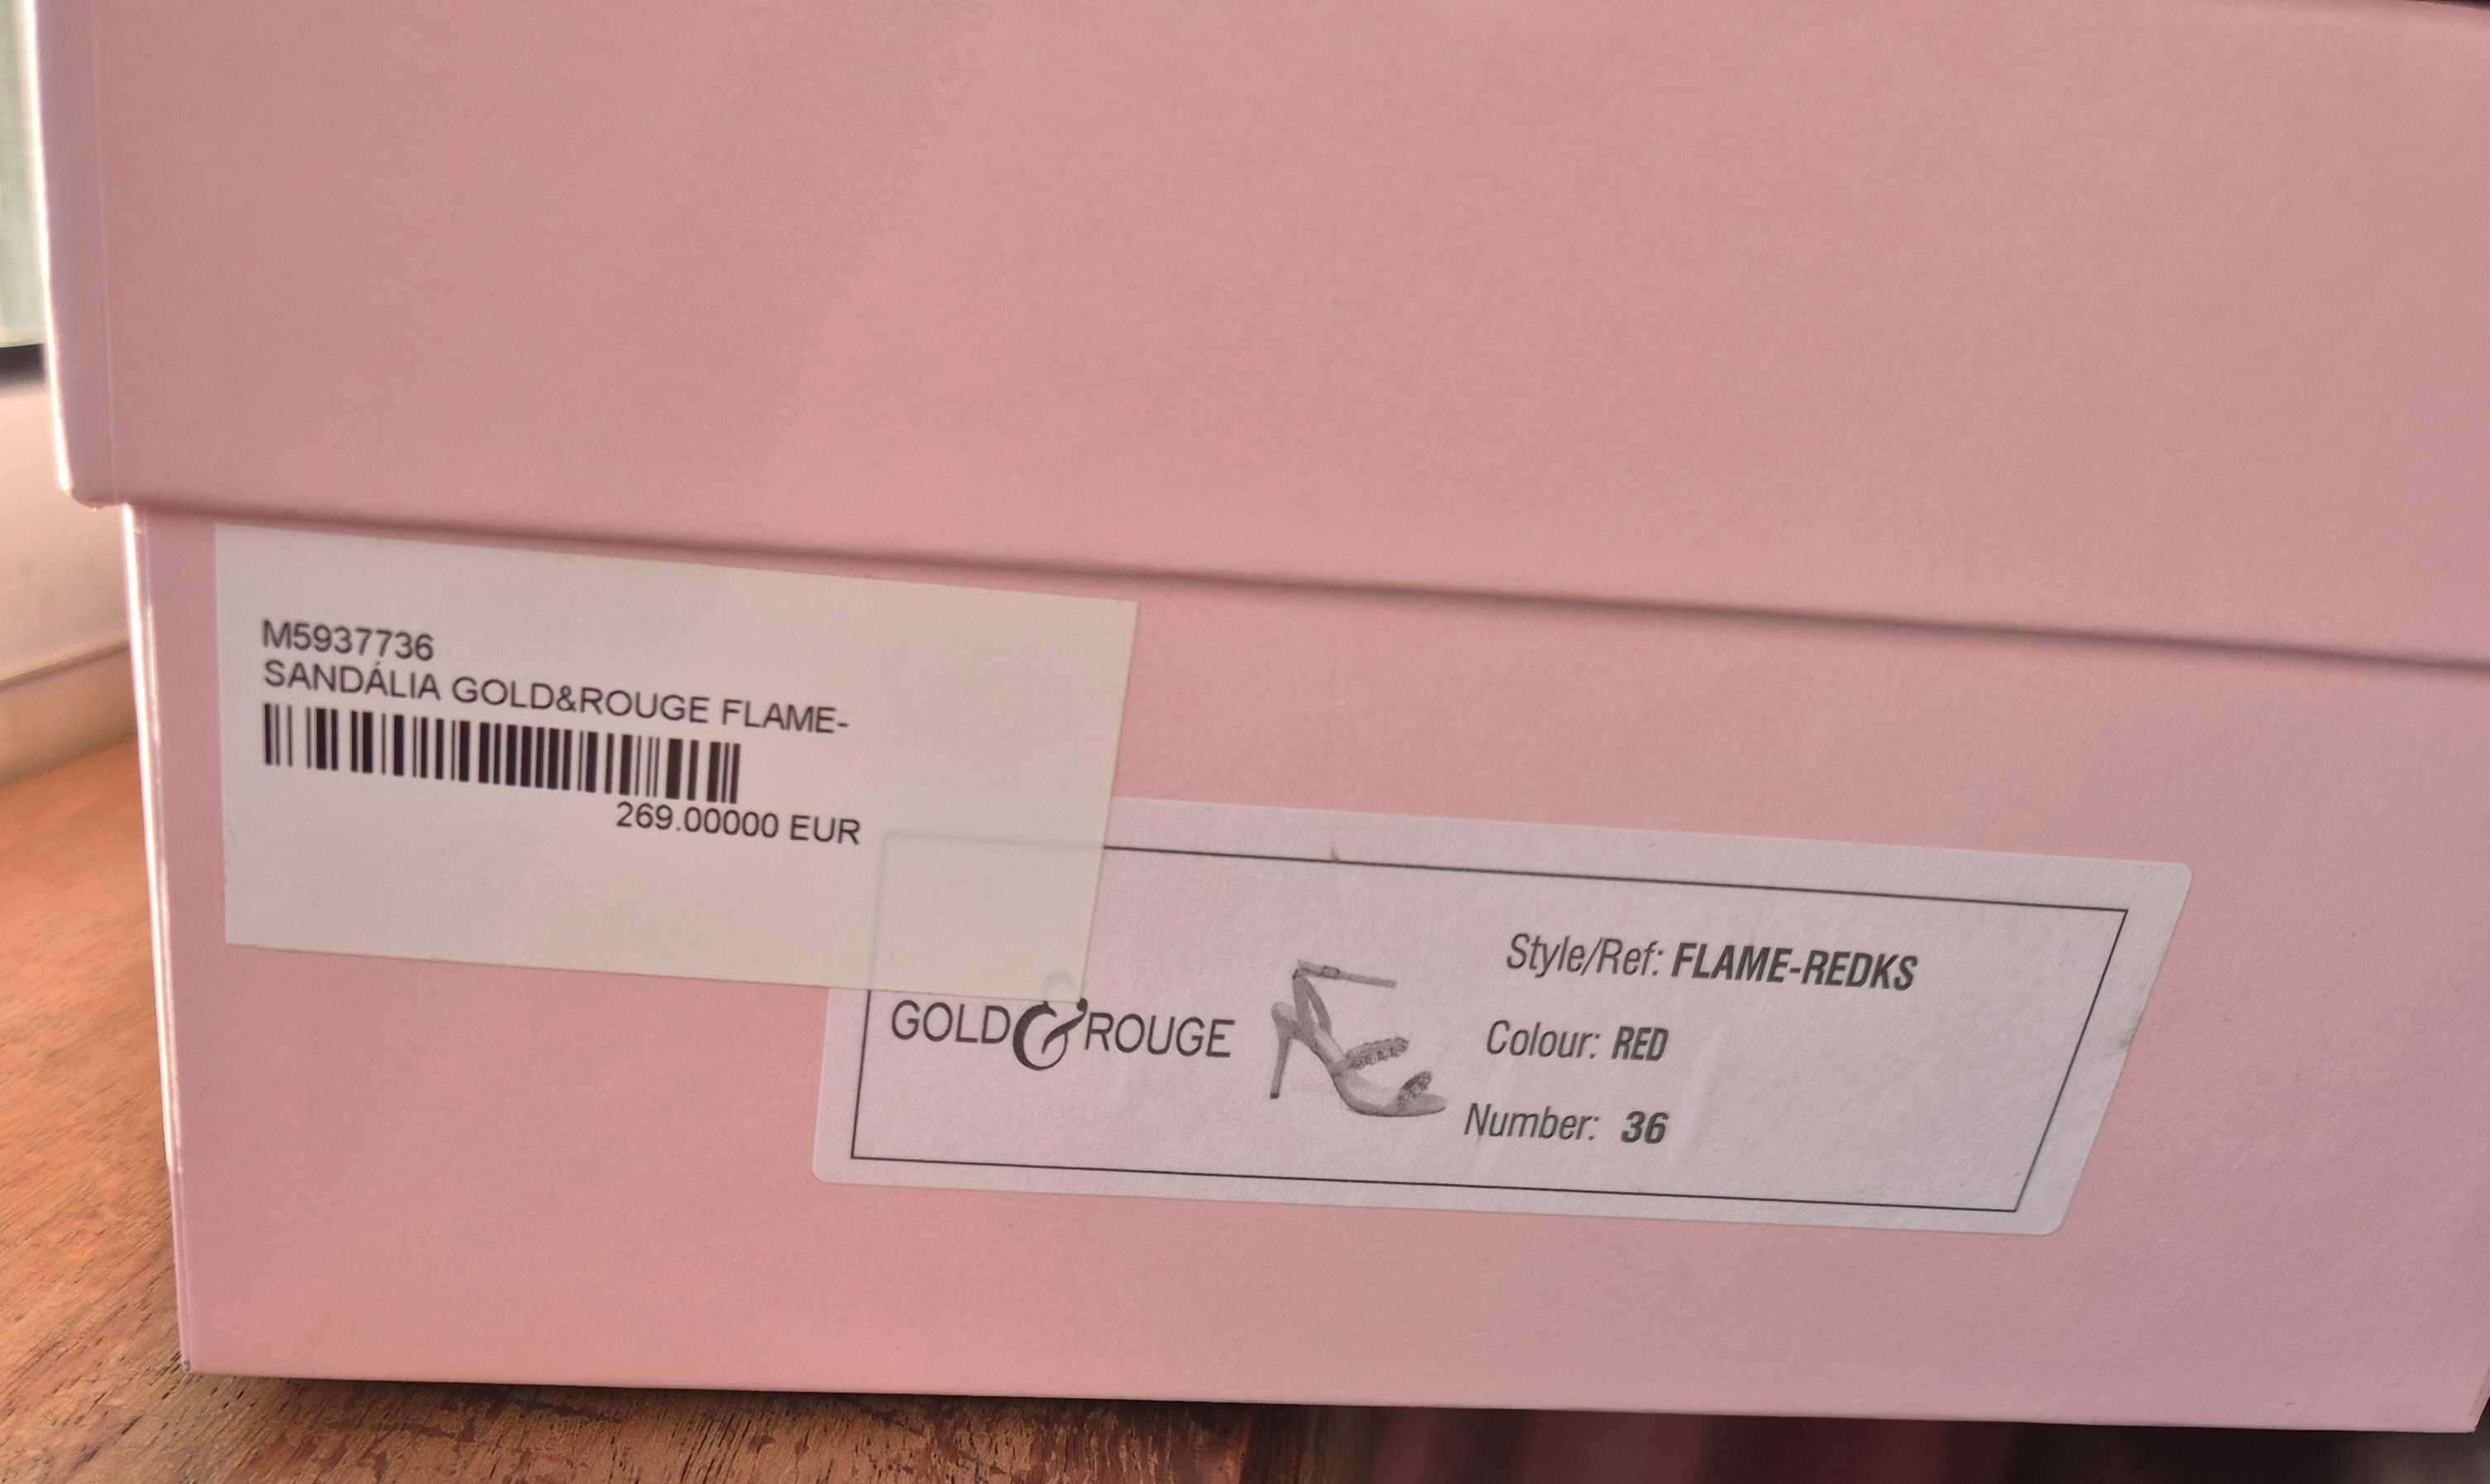 M5937736
SANDÁLIA GOLD&ROUGE FLAME-
269.00000 EUR
GOLD&ROUGE
Style/Ref: FLAME-REDKS
Colour: RED
Number: 36